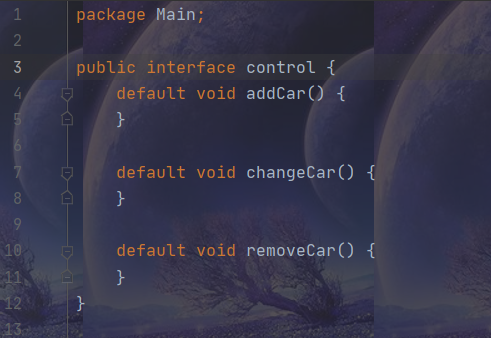 1 package Main;
2
3 public interface control {
4     default void addCar() {
5     }
6
7     default void changeCar() {
8     }
9
10     default void removeCar() {
11     }
12 }
13